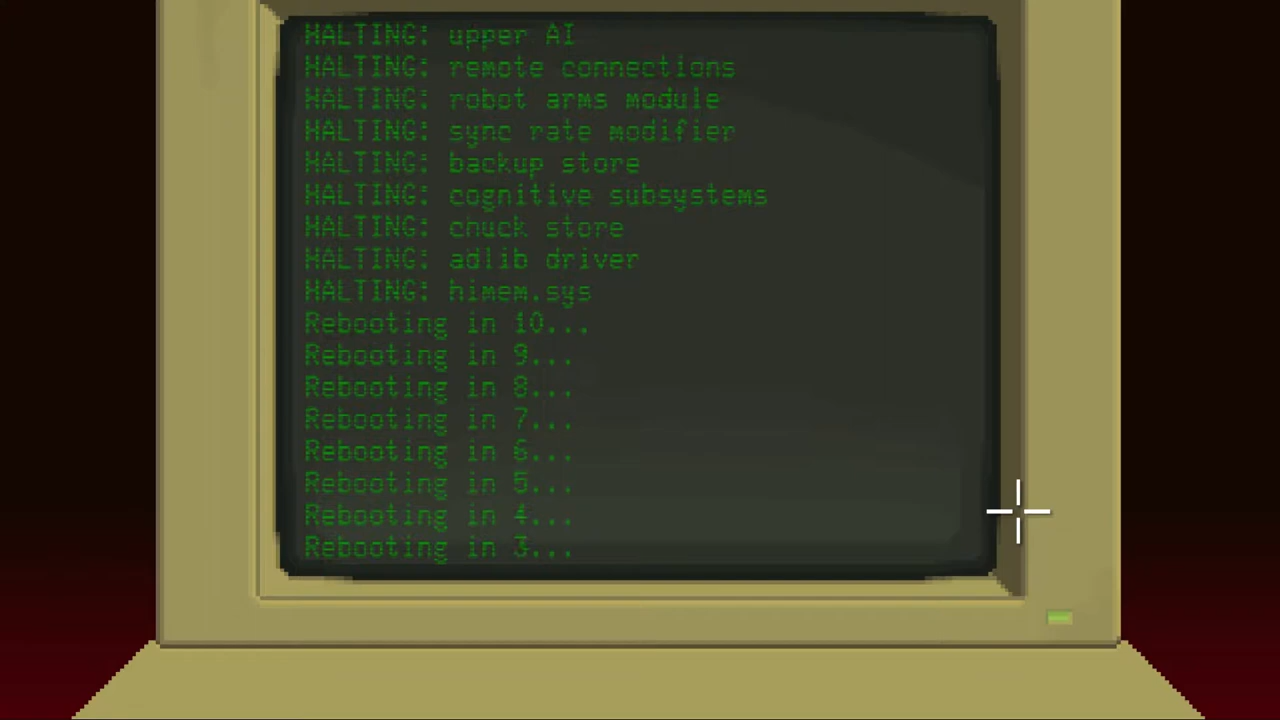 HALTING: upper AI
HALTING: remote connections
HALTING: robot arms module
HALTING: sync rate modifier
HALTING: backup store
HALTING: cognitive subsystems
HALTING: chuck store
HALTING: adlib driver
HALTING: himem.sys
Rebooting in 10...
Rebooting in 9...
Rebooting in 8...
Rebooting in 7...
Rebooting in 6...
Rebooting in 5...
Rebooting in 4...
Rebooting in 3...